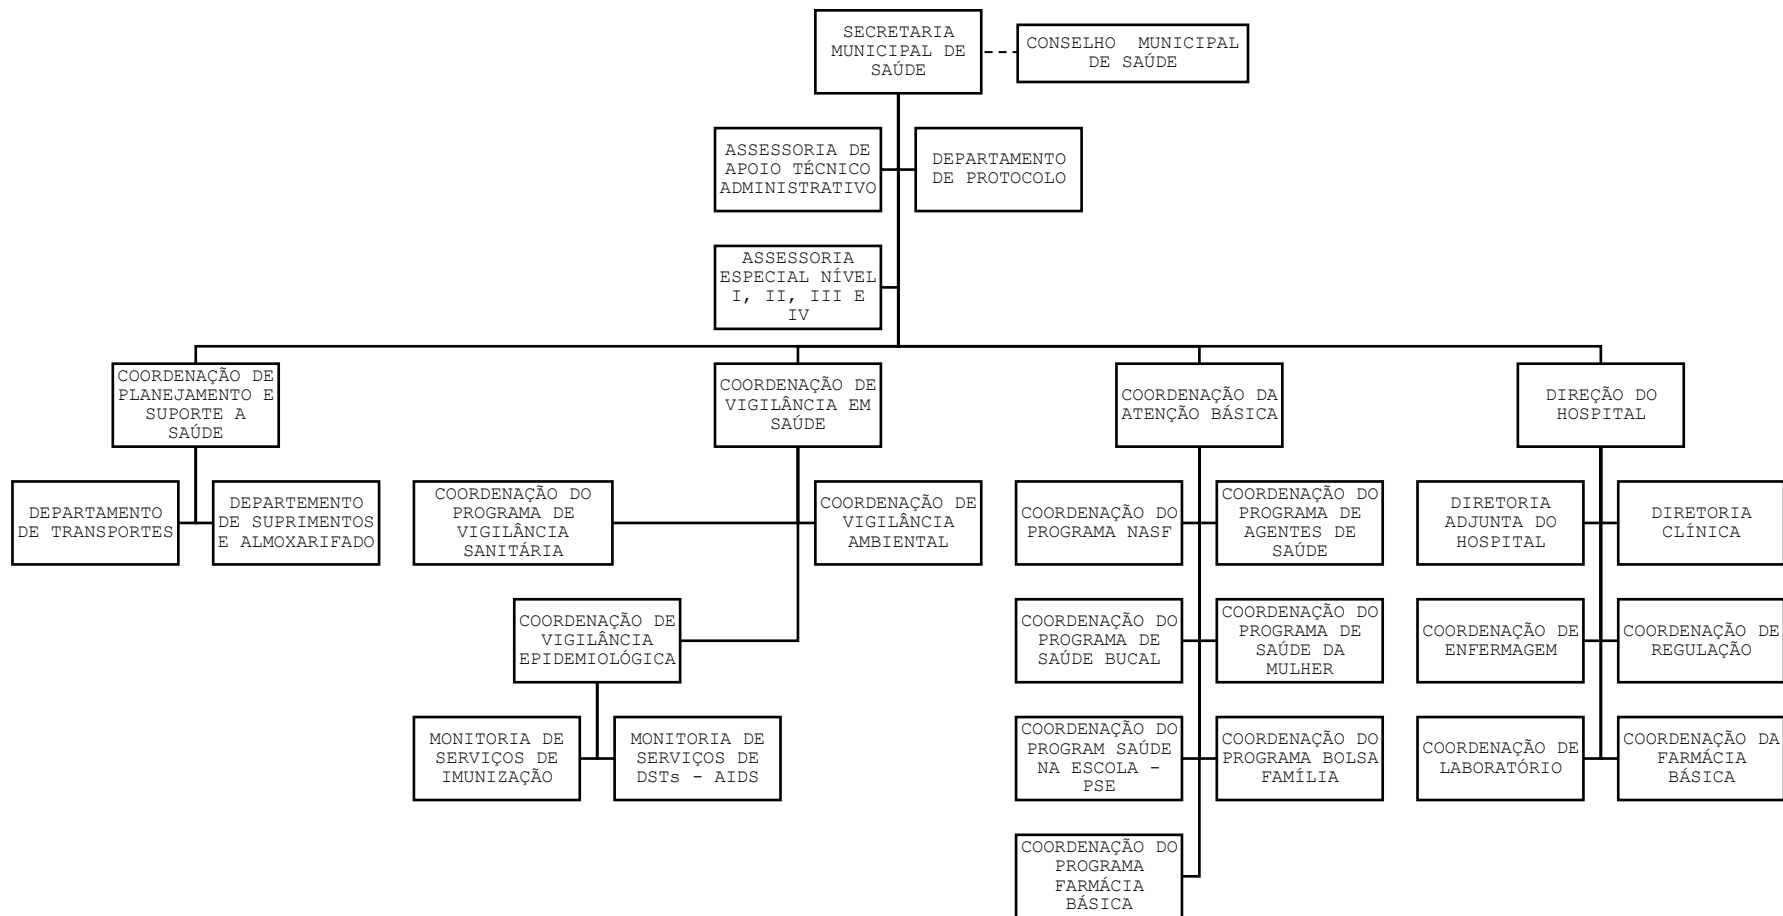 SECRETARIA
MUNICIPAL DE
SAÚDE
CONSELHO MUNICIPAL
DE SAÚDE
ASSESSORIA DE
APOIO TÉCNICO
ADMINISTRATIVO
DEPARTAMENTO
DE PROTOCOLO
ASSESSORIA
ESPECIAL NÍVEL
I, II, III E
IV
COORDENAÇÃO DE
PLANEJAMENTO E
SUPORTE A
SAÚDE
COORDENAÇÃO DE
VIGILÂNCIA EM
SAÚDE
COORDENAÇÃO DA
ATENÇÃO BÁSICA
DIREÇÃO DO
HOSPITAL
DEPARTAMENTO
DE TRANSPORTES
DEPARTEMENTO
DE SUPRIMENTOS
E ALMOXARIFADO
COORDENAÇÃO DO
PROGRAMA DE
VIGILÂNCIA
SANITÁRIA
COORDENAÇÃO DE
VIGILÂNCIA
AMBIENTAL
COORDENAÇÃO DO
PROGRAMA NASF
COORDENAÇÃO DO
PROGRAMA DE
AGENTES DE
SAÚDE
DIRETORIA
ADJUNTA DO
HOSPITAL
DIRETORIA
CLÍNICA
COORDENAÇÃO DE
VIGILÂNCIA
EPIDEMIOLÓGICA
COORDENAÇÃO DO
PROGRAMA DE
SAÚDE BUCAL
COORDENAÇÃO DO
PROGRAMA DE
SAÚDE DA
MULHER
COORDENAÇÃO DE
ENFERMAGEM
COORDENAÇÃO DE
REGULAÇÃO
MONITORIA DE
SERVIÇOS DE
IMUNIZAÇÃO
MONITORIA DE
SERVIÇOS DE
DSTs - AIDS
COORDENAÇÃO DO
PROGRAM SAÚDE
NA ESCOLA -
PSE
COORDENAÇÃO DO
PROGRAMA BOLSA
FAMÍLIA
COORDENAÇÃO DE
LABORATÓRIO
COORDENAÇÃO DA
FARMÁCIA
BÁSICA
COORDENAÇÃO DO
PROGRAMA
FARMÁCIA
BÁSICA